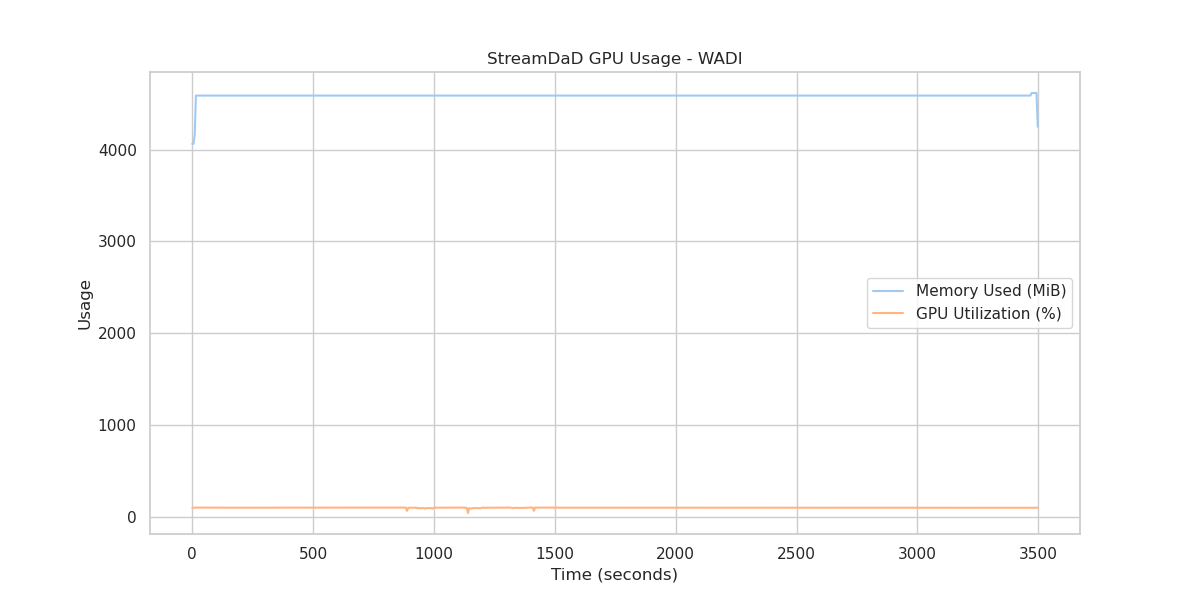 StreamDaD GPU Usage - WADI
Usage
4000
3000
2000
1000
0
Memory Used (MiB)
GPU Utilization (%)
0 500 1000 1500 2000 2500 3000 3500
Time (seconds)